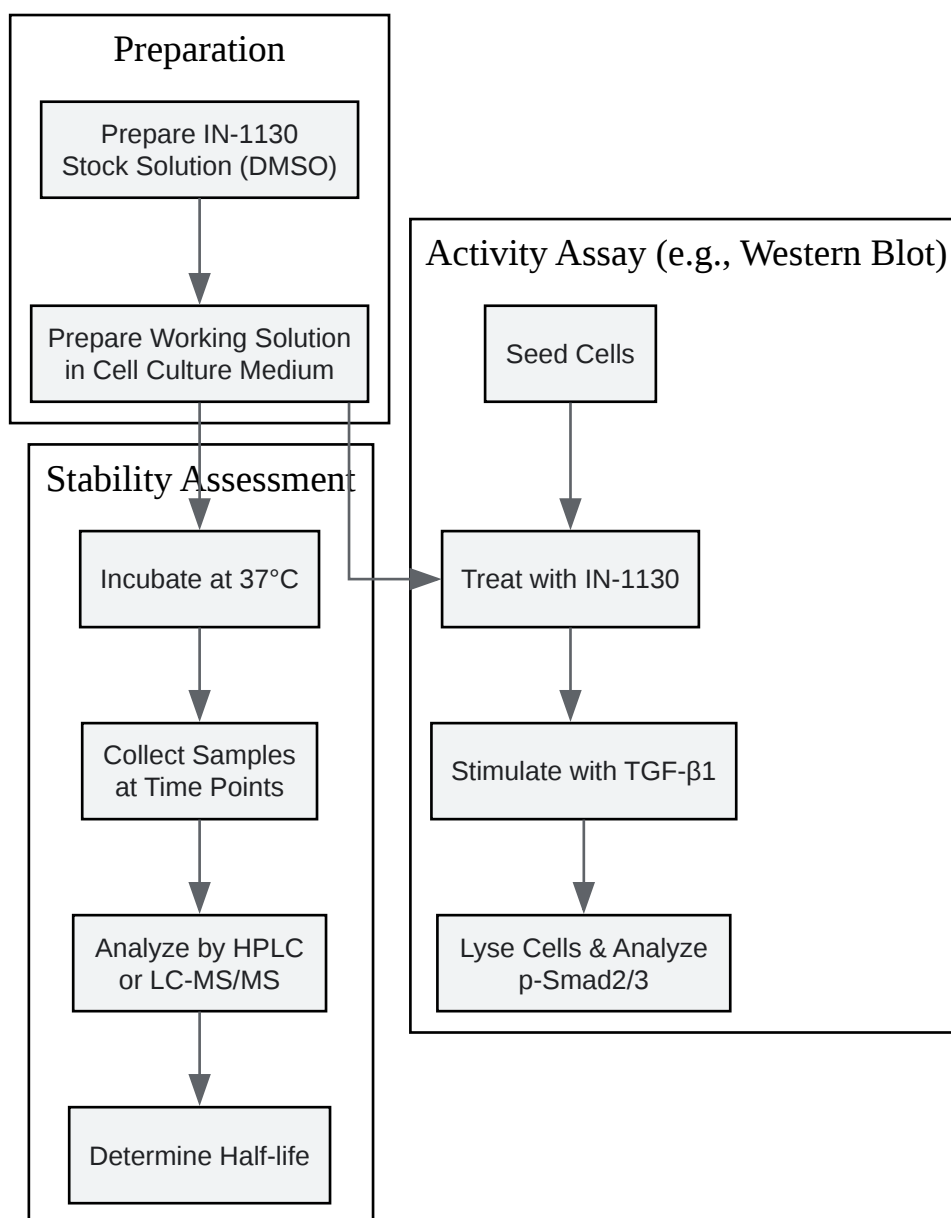 Preparation
Prepare IN-1130
Stock Solution (DMSO)
Prepare Working Solution
in Cell Culture Medium
Stability Assessment
Incubate at 37°C
Collect Samples
at Time Points
Analyze by HPLC
or LC-MS/MS
Determine Half-life
Activity Assay (e.g., Western Blot)
Seed Cells
Treat with IN-1130
Stimulate with TGF-β1
Lyse Cells & Analyze
p-Smad2/3